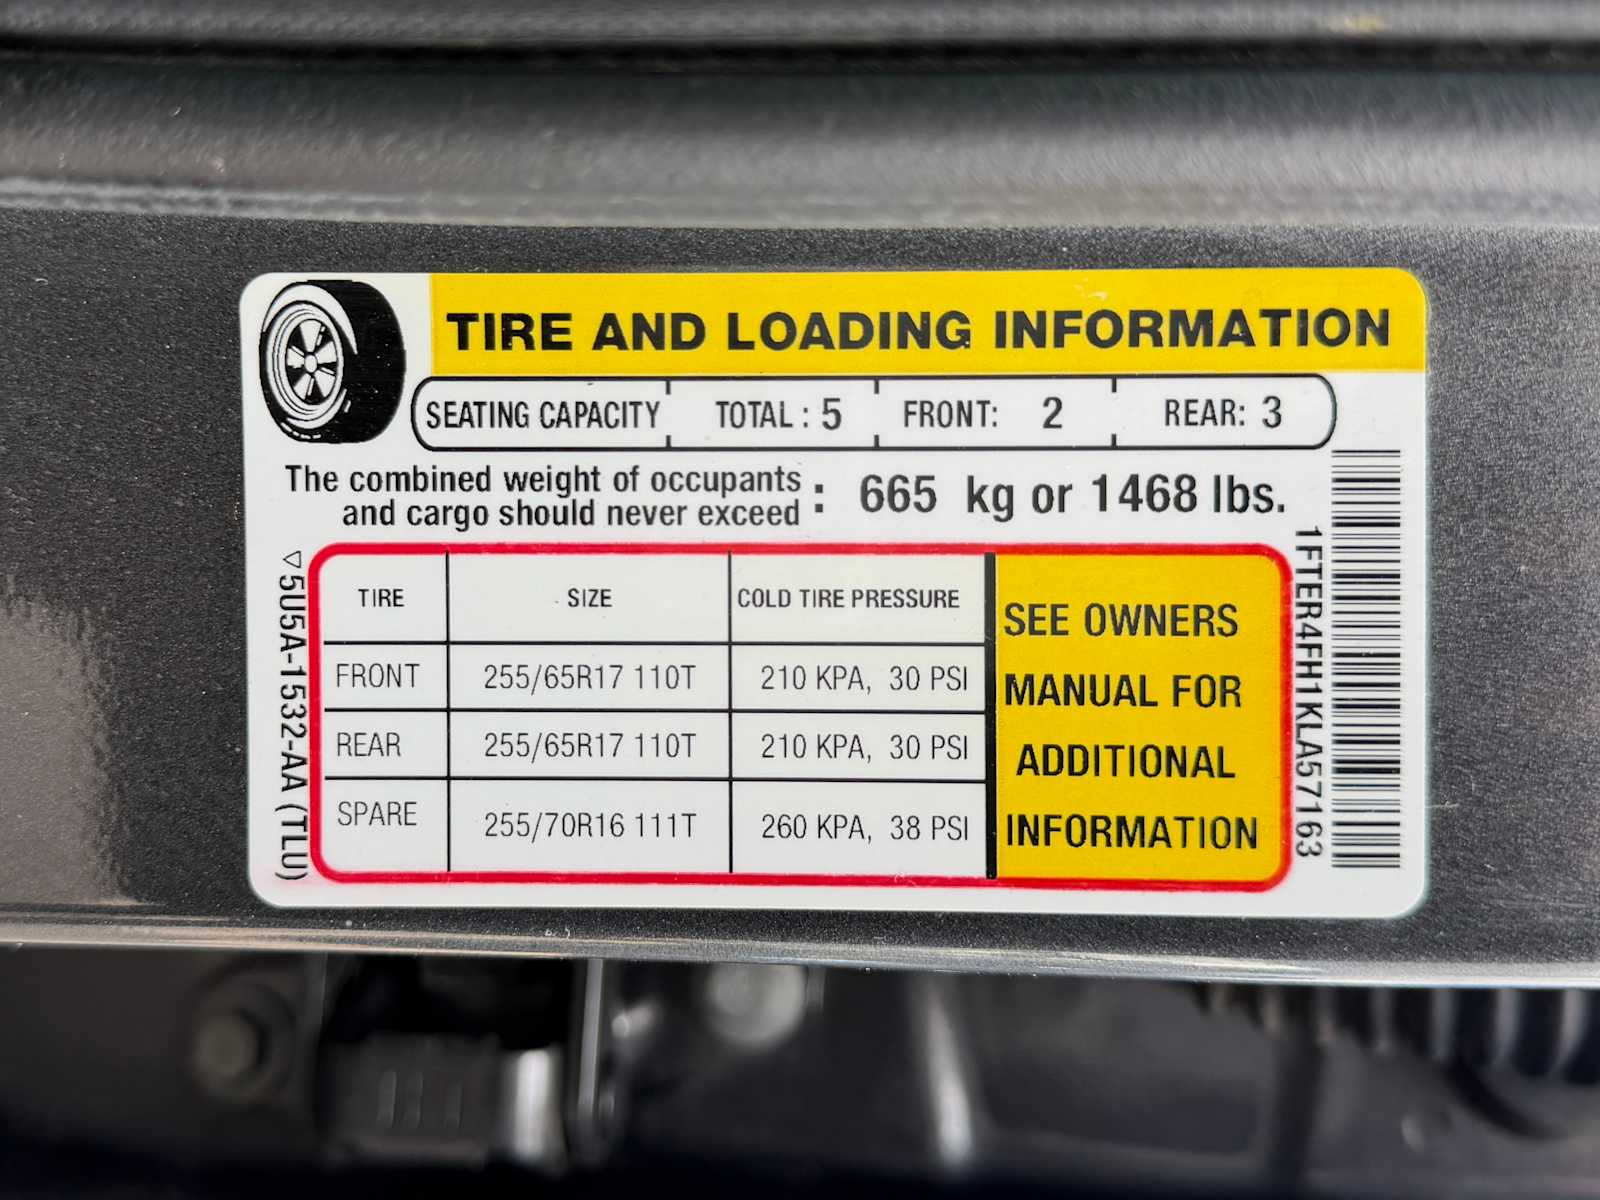 TIRE AND LOADING INFORMATION
SEATING CAPACITY TOTAL : 5 FRONT: 2 REAR: 3
The combined weight of occupants
and cargo should never exceed : 665 kg or 1468 lbs.
TIRE SIZE COLD TIRE PRESSURE
FRONT 255/65R17 110T 210 KPA, 30 PSI
REAR 255/65R17 110T 210 KPA, 30 PSI
SPARE 255/70R16 111T 260 KPA, 38 PSI
SEE OWNERS
MANUAL FOR
ADDITIONAL
INFORMATION
5U5A-1532-AA (TLU)
1FTER4FH1KLA57163